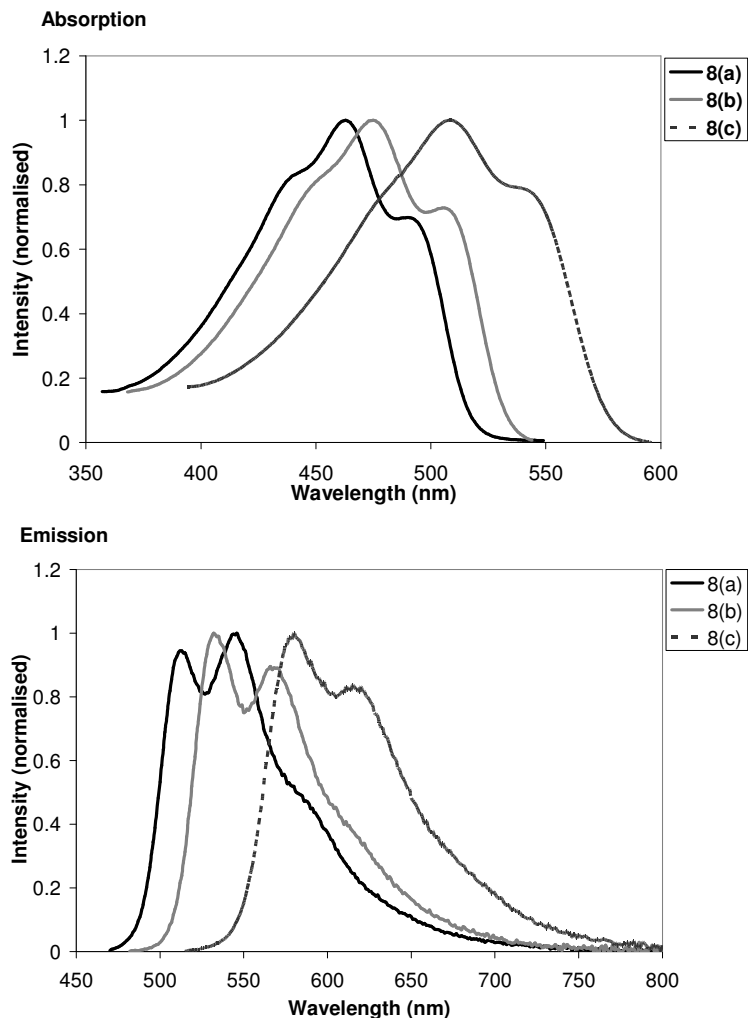 Absorption
1.2
1
0.8
0.6
0.4
0.2
0
Intensity (normalised)
350 400 450 500 550 600
Wavelength (nm)
8(a)
8(b)
8(c)
Emission
1.2
1
0.8
0.6
0.4
0.2
0
Intensity (normalised)
450 500 550 600 650 700 750 800
Wavelength (nm)
8(a)
8(b)
8(c)